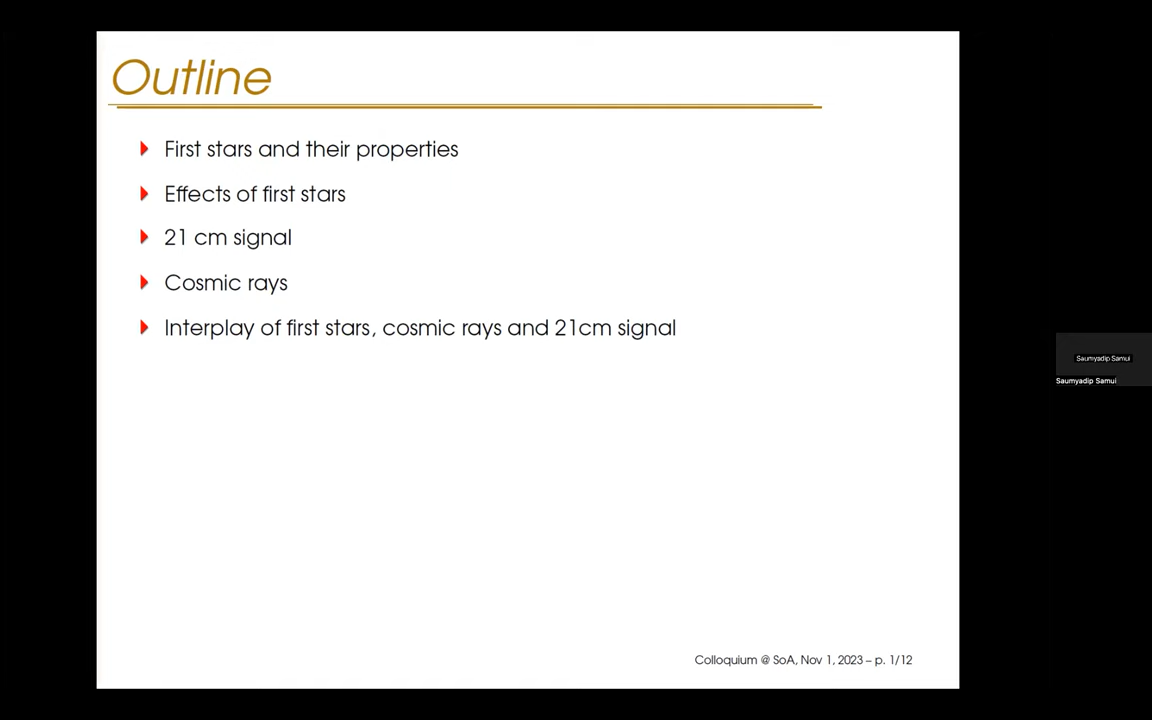 Outline
First stars and their properties
Effects of first stars
21 cm signal
Cosmic rays
Interplay of first stars, cosmic rays and 21cm signal
Saumyadip Samui
Saumyadip Samui
Colloquium @ SoA, Nov 1, 2023 – p. 1/12